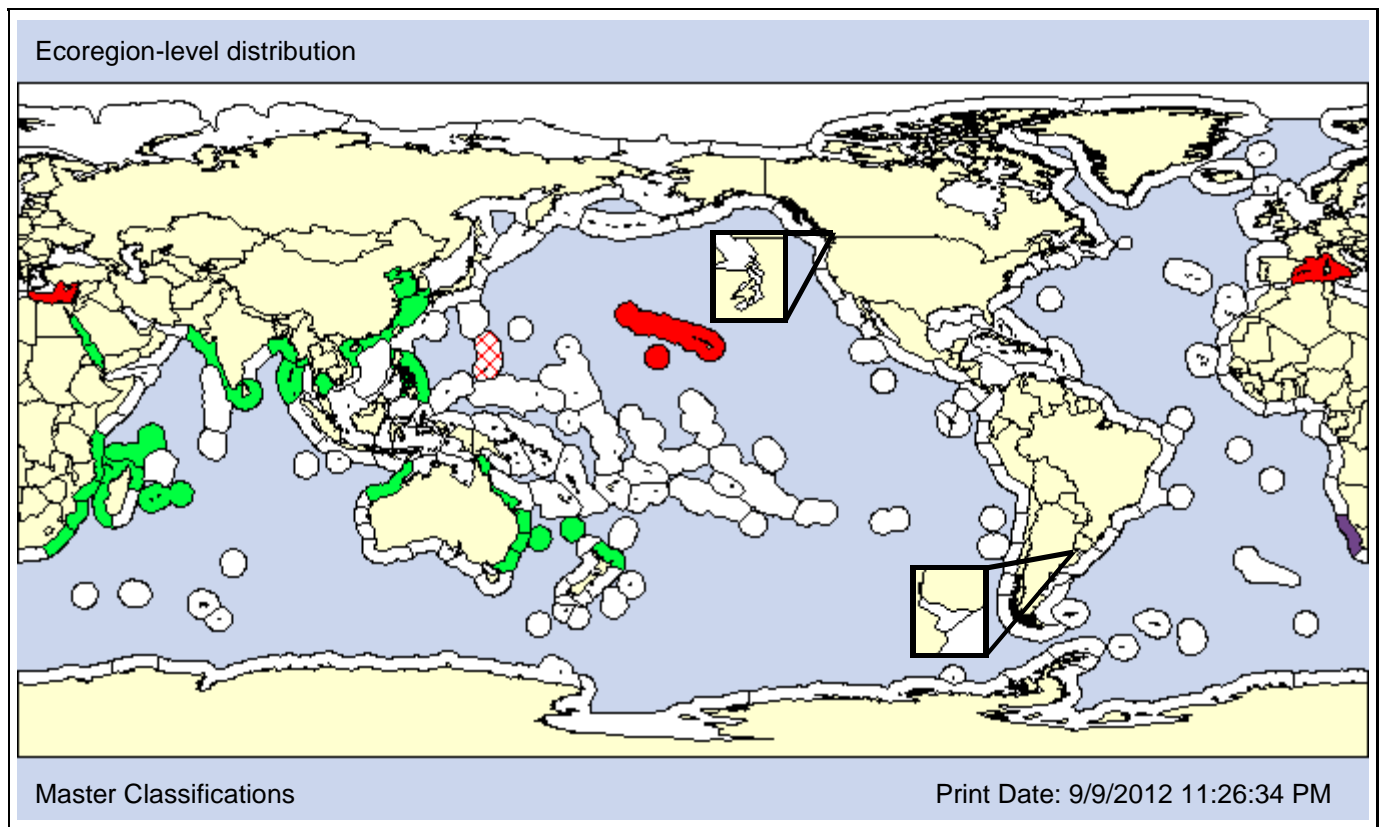 Ecoregion-level distribution
Master Classifications
Print Date: 9/9/2012 11:26:34 PM